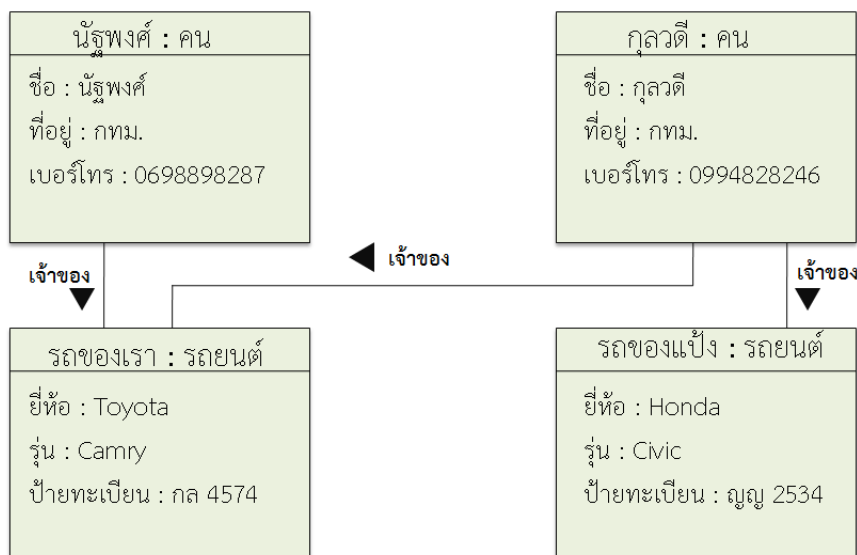 นัฐพงศ์ : คน
ชื่อ : นัฐพงศ์
ที่อยู่ : กทม.
เบอร์โทร : 0698898287
กุลวดี : คน
ชื่อ : กุลวดี
ที่อยู่ : กทม.
เบอร์โทร : 0994828246
เจ้าของ
เจ้าของ
เจ้าของ
รถของเรา : รถยนต์
ยี่ห้อ : Toyota
รุ่น : Camry
ป้ายทะเบียน : กล 4574
รถของแป้ง : รถยนต์
ยี่ห้อ : Honda
รุ่น : Civic
ป้ายทะเบียน : ญญ 2534